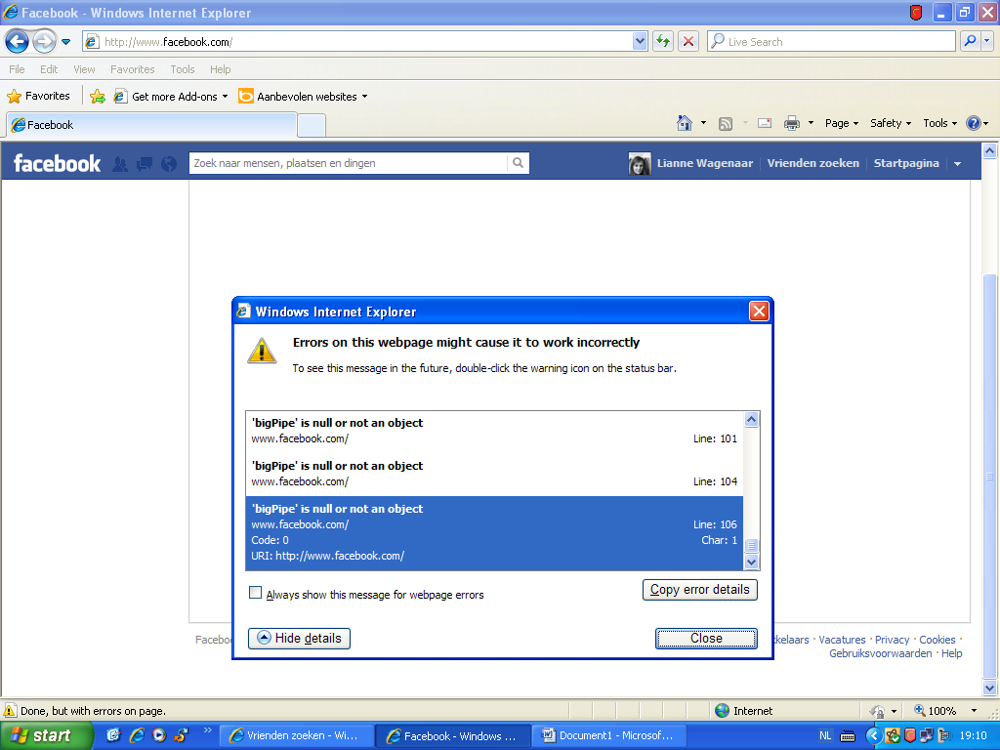 Facebook - Windows Internet Explorer
http://www.facebook.com/
Live Search
File Edit View Favorites Tools Help
Favorites Get more Add-ons Aanbevolen websites
Facebook
Page Safety Tools
facebook
Zoek naar mensen, plaatsen en dingen
Lianne Wagenaar Vrienden zoeken Startpagina
Windows Internet Explorer
Errors on this webpage might cause it to work incorrectly
To see this message in the future, double-click the warning icon on the status bar.
'bigPipe' is null or not an object
www.facebook.com/ Line: 101
'bigPipe' is null or not an object
www.facebook.com/ Line: 104
'bigPipe' is null or not an object
www.facebook.com/ Line: 106
Code: 0 Char: 1
URI: http://www.facebook.com/
Always show this message for webpage errors
Copy error details
Hide details Close
Facebo kelaars · Vacatures · Privacy · Cookies ·
Gebruiksvoorwaarden · Help
Done, but with errors on page. Internet 100%
start Vrienden zoeken - Wi... Facebook - Windows ... Document1 - Microsof... NL 19:10